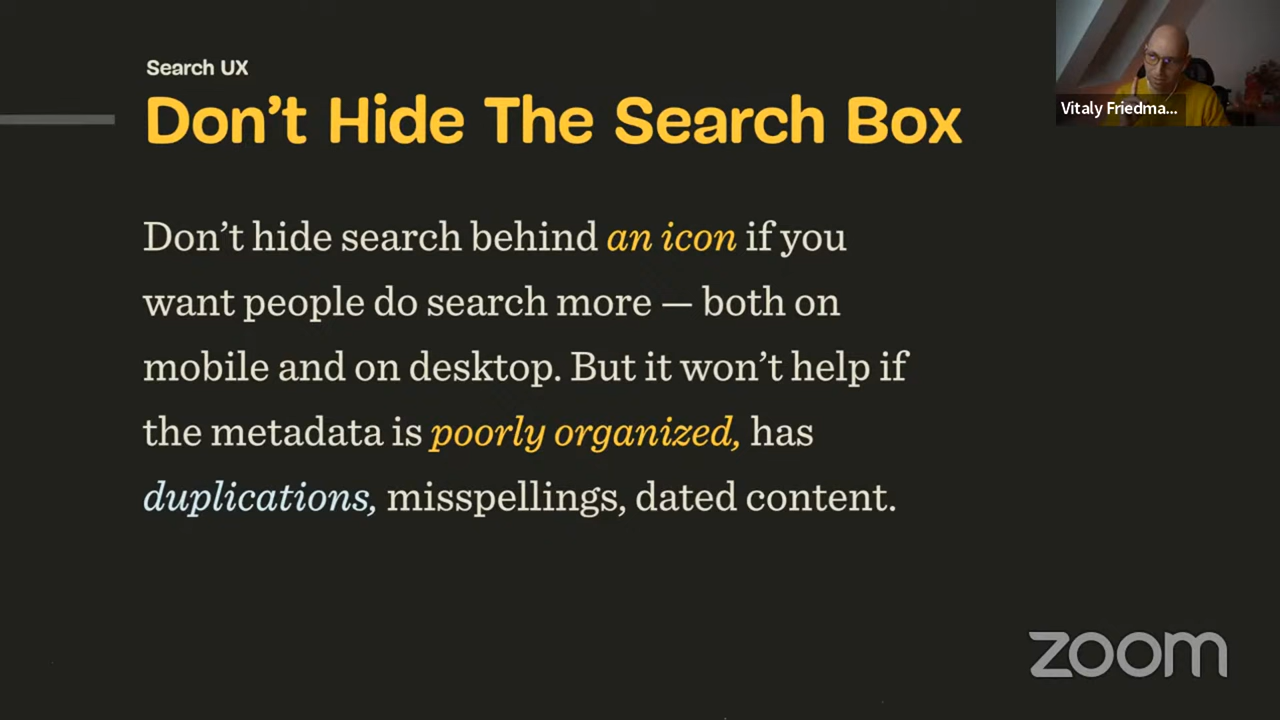 Search UX
Don't Hide The Search Box
Don't hide search behind an icon if you
want people do search more — both on
mobile and on desktop. But it won't help if
the metadata is poorly organized, has
duplications, misspellings, dated content.
Vitaly Friedma...
zoom